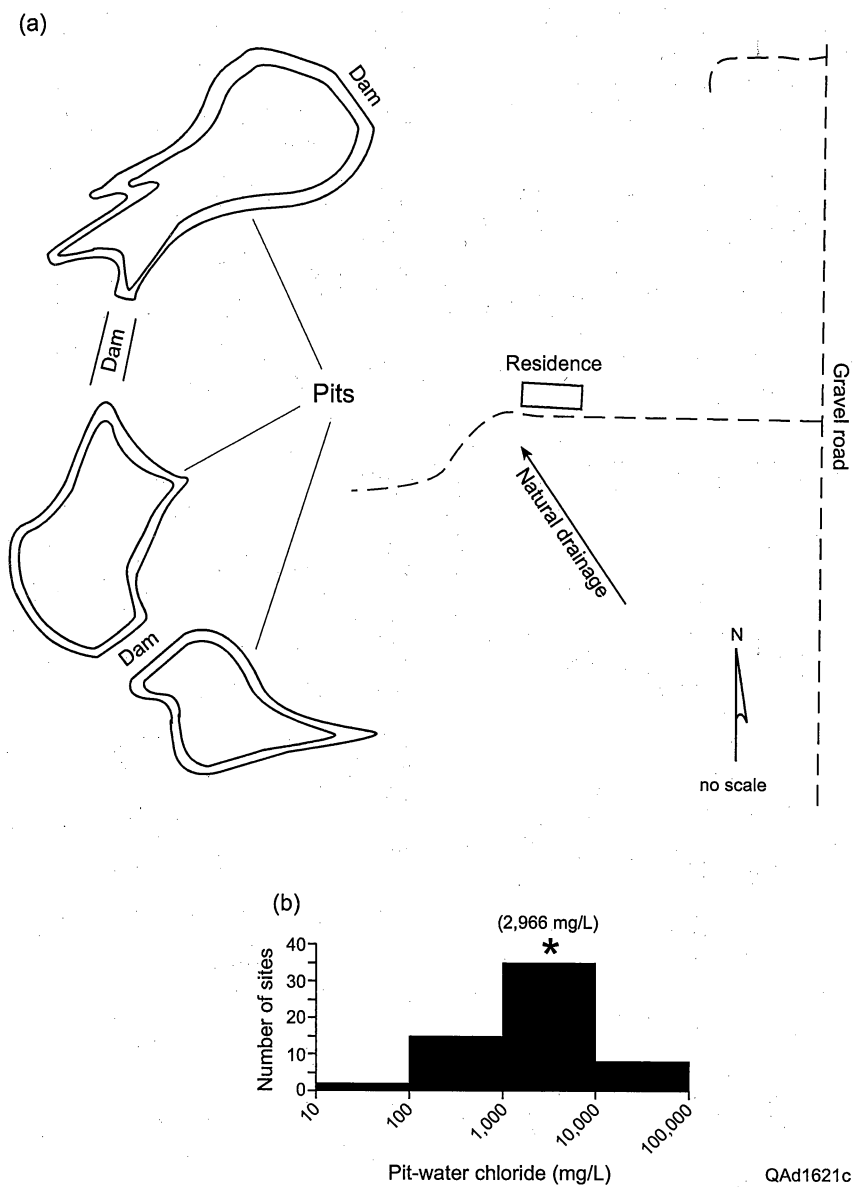 (a)
Dam
Dam
Residence
Pits
Gravel road
Natural drainage
Dam
N
no scale
(b)
(2,966 mg/L)
*
Number of sites
40
30
20
10
0
10
100
1,000
10,000
100,000
Pit-water chloride (mg/L)
QAd1621c